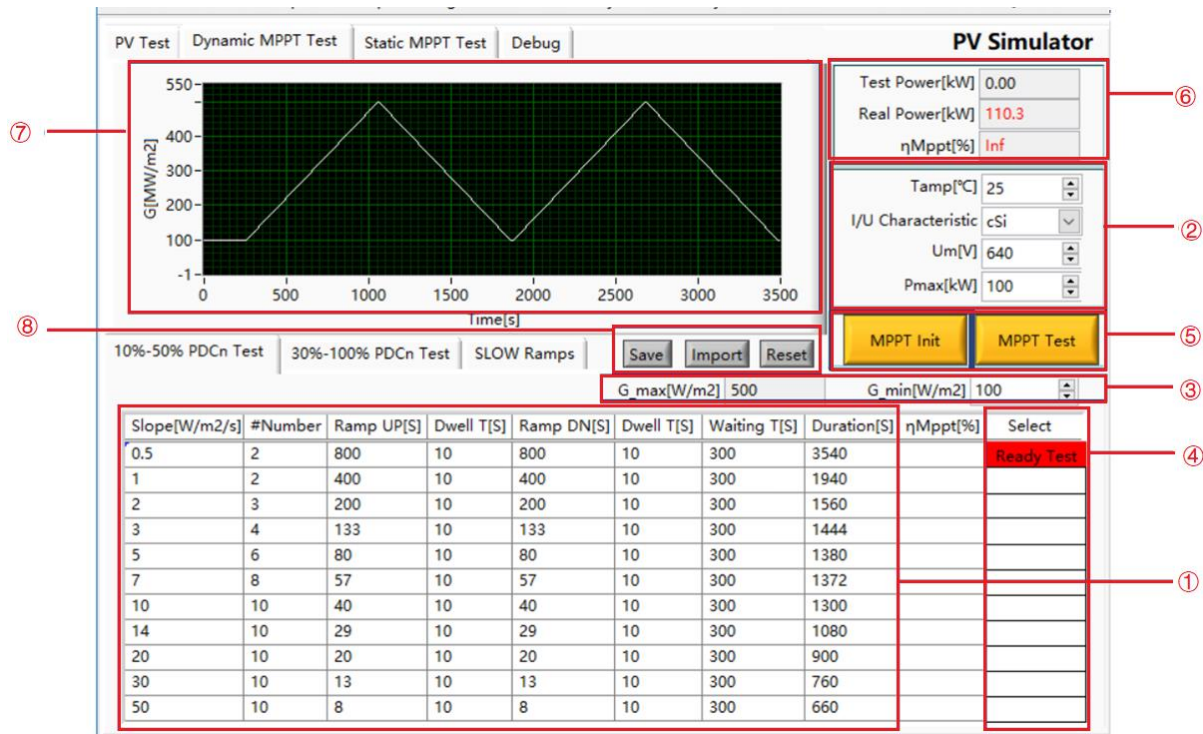 PV Test Dynamic MPPT Test Static MPPT Test Debug PV Simulator
⑦
550
400
300
200
100
-1
G[MW/m2]
0 500 1000 1500 2000 2500 3000 3500
Time[s]
Test Power[kW] 0.00
Real Power[kW] 110.3
ηMppt[%] Inf
⑥
Tamp[℃] 25
I/U Characteristic cSi
Um[V] 640
Pmax[kW] 100
②
MPPT Init MPPT Test
⑤
⑧
10%-50% PDCn Test 30%-100% PDCn Test SLOW Ramps Save Import Reset
G_max[W/m2] 500 G_min[W/m2] 100
③
Slope[W/m2/s] #Number Ramp UP[S] Dwell T[S] Ramp DN[S] Dwell T[S] Waiting T[S] Duration[S] ηMppt[%] Select
0.5 2 800 10 800 10 300 3540 Ready Test
④
1 2 400 10 400 10 300 1940
2 3 200 10 200 10 300 1560
3 4 133 10 133 10 300 1444
5 6 80 10 80 10 300 1380
7 8 57 10 57 10 300 1372
①
10 10 40 10 40 10 300 1300
14 10 29 10 29 10 300 1080
20 10 20 10 20 10 300 900
30 10 13 10 13 10 300 760
50 10 8 10 8 10 300 660